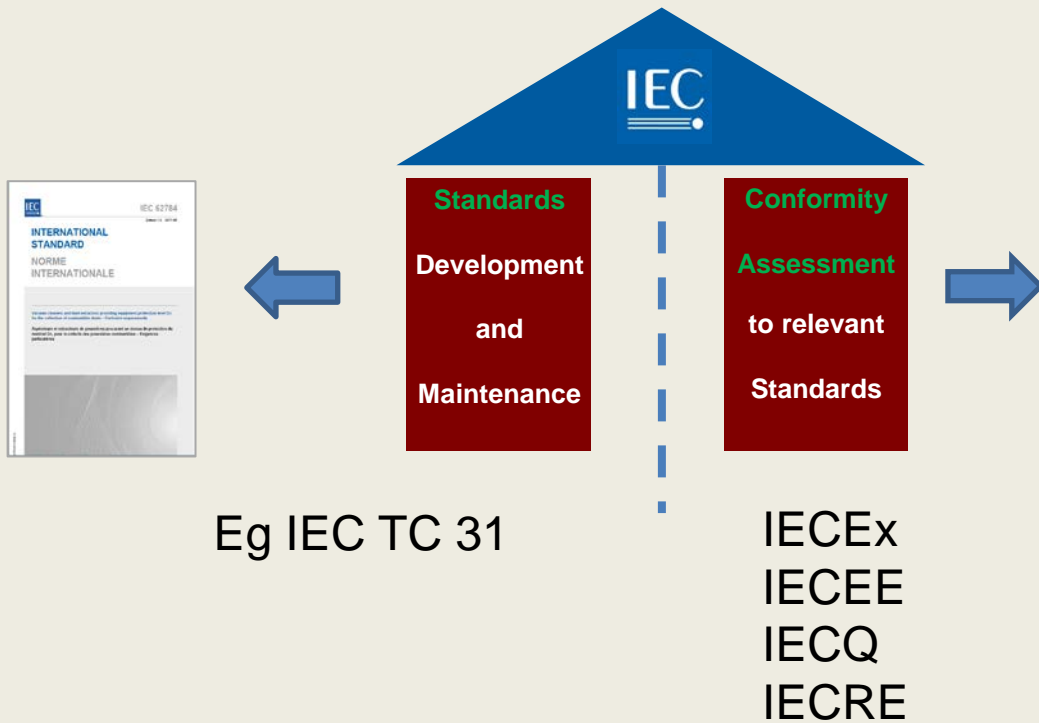 IEC
IEC
IEC 62784
INTERNATIONAL
STANDARD
NORME
INTERNATIONALE
Standards
Development
and
Maintenance
Conformity
Assessment
to relevant
Standards
Eg IEC TC 31
IECEx
IECEE
IECQ
IECRE